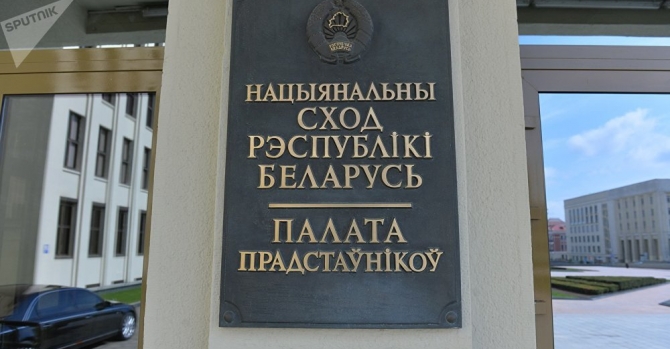 SPUTNIK
НАЦЫЯНАЛЬНЫ
СХОД
РЭСПУБЛІКІ
БЕЛАРУСЬ
ПАЛАТА
ПРАДСТАЎНІКОЎ